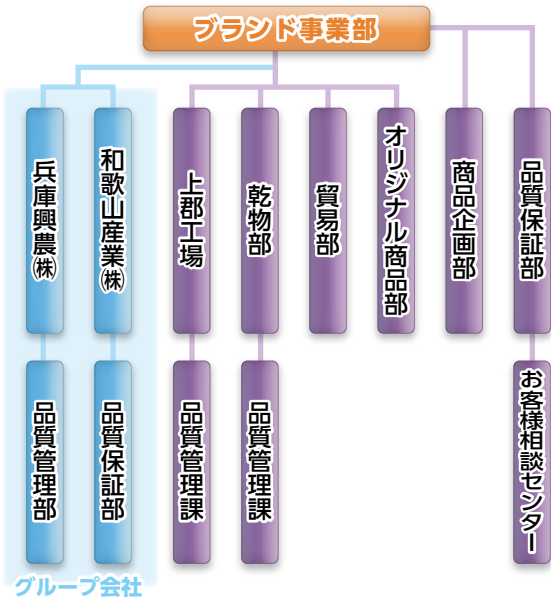 ブランド事業部
兵庫興農㈱
和歌山産業㈱
上郡工場
乾物部
貿易部
オリジナル商品部
商品企画部
品質保証部
品質管理部
品質保証部
品質管理課
品質管理課
お客様相談センター
グループ会社